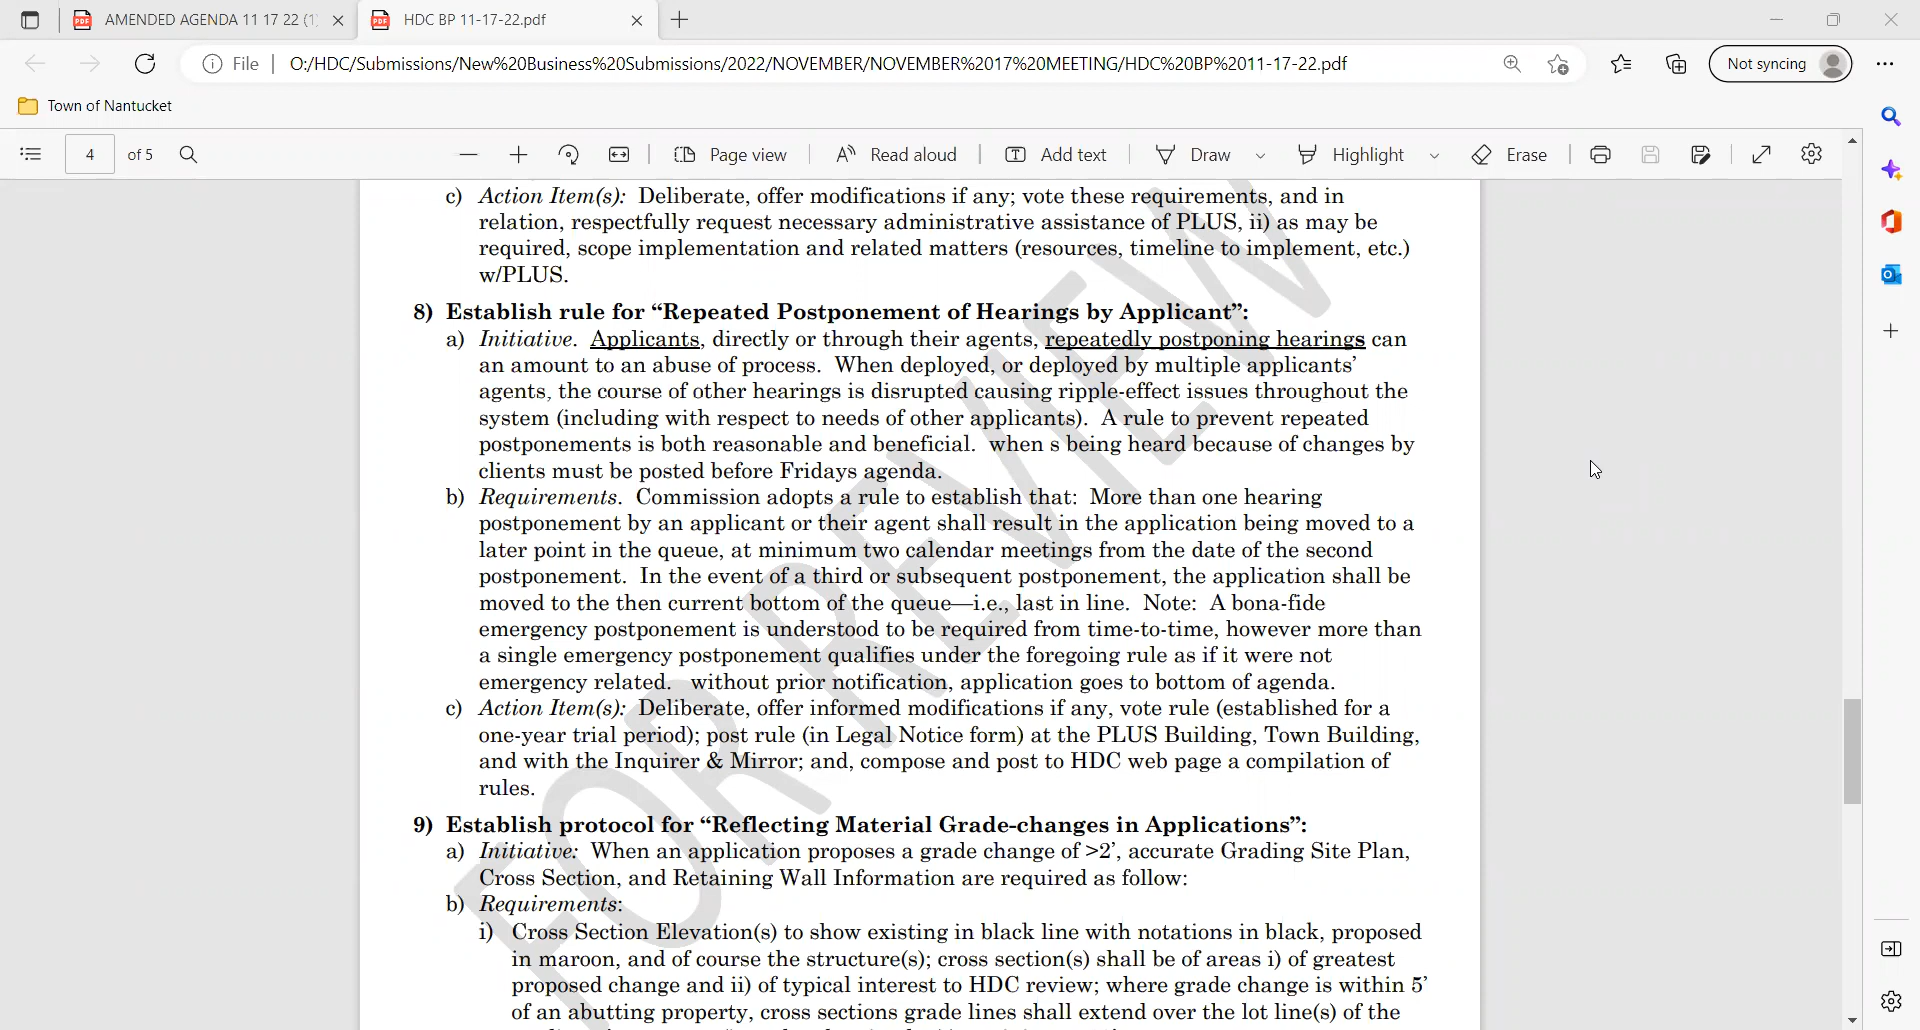 AMENDED AGENDA 11 17 22 (1)
HDC BP 11-17-22.pdf
File
O:/HDC/Submissions/New%20Business%20Submissions/2022/NOVEMBER/NOVEMBER%2017%20MEETING/HDC%20BP%2011-17-22.pdf
Not syncing
Town of Nantucket
4 of 5
Page view
Read aloud
Add text
Draw
Highlight
Erase
c) Action Item(s): Deliberate, offer modifications if any; vote these requirements, and in
relation, respectfully request necessary administrative assistance of PLUS, ii) as may be
required, scope implementation and related matters (resources, timeline to implement, etc.)
w/PLUS.
8) Establish rule for “Repeated Postponement of Hearings by Applicant”:
a) Initiative. Applicants, directly or through their agents, repeatedly postponing hearings can
an amount to an abuse of process. When deployed, or deployed by multiple applicants’
agents, the course of other hearings is disrupted causing ripple-effect issues throughout the
system (including with respect to needs of other applicants). A rule to prevent repeated
postponements is both reasonable and beneficial. when s being heard because of changes by
clients must be posted before Fridays agenda.
b) Requirements. Commission adopts a rule to establish that: More than one hearing
postponement by an applicant or their agent shall result in the application being moved to a
later point in the queue, at minimum two calendar meetings from the date of the second
postponement. In the event of a third or subsequent postponement, the application shall be
moved to the then current bottom of the queue—i.e., last in line. Note: A bona-fide
emergency postponement is understood to be required from time-to-time, however more than
a single emergency postponement qualifies under the foregoing rule as if it were not
emergency related. without prior notification, application goes to bottom of agenda.
c) Action Item(s): Deliberate, offer informed modifications if any, vote rule (established for a
one-year trial period); post rule (in Legal Notice form) at the PLUS Building, Town Building,
and with the Inquirer & Mirror; and, compose and post to HDC web page a compilation of
rules.
9) Establish protocol for “Reflecting Material Grade-changes in Applications”:
a) Initiative: When an application proposes a grade change of >2’, accurate Grading Site Plan,
Cross Section, and Retaining Wall Information are required as follow:
b) Requirements:
i) Cross Section Elevation(s) to show existing in black line with notations in black, proposed
in maroon, and of course the structure(s); cross section(s) shall be of areas i) of greatest
proposed change and ii) of typical interest to HDC review; where grade change is within 5’
of an abutting property, cross sections grade lines shall extend over the lot line(s) of the
FOR REVIEW